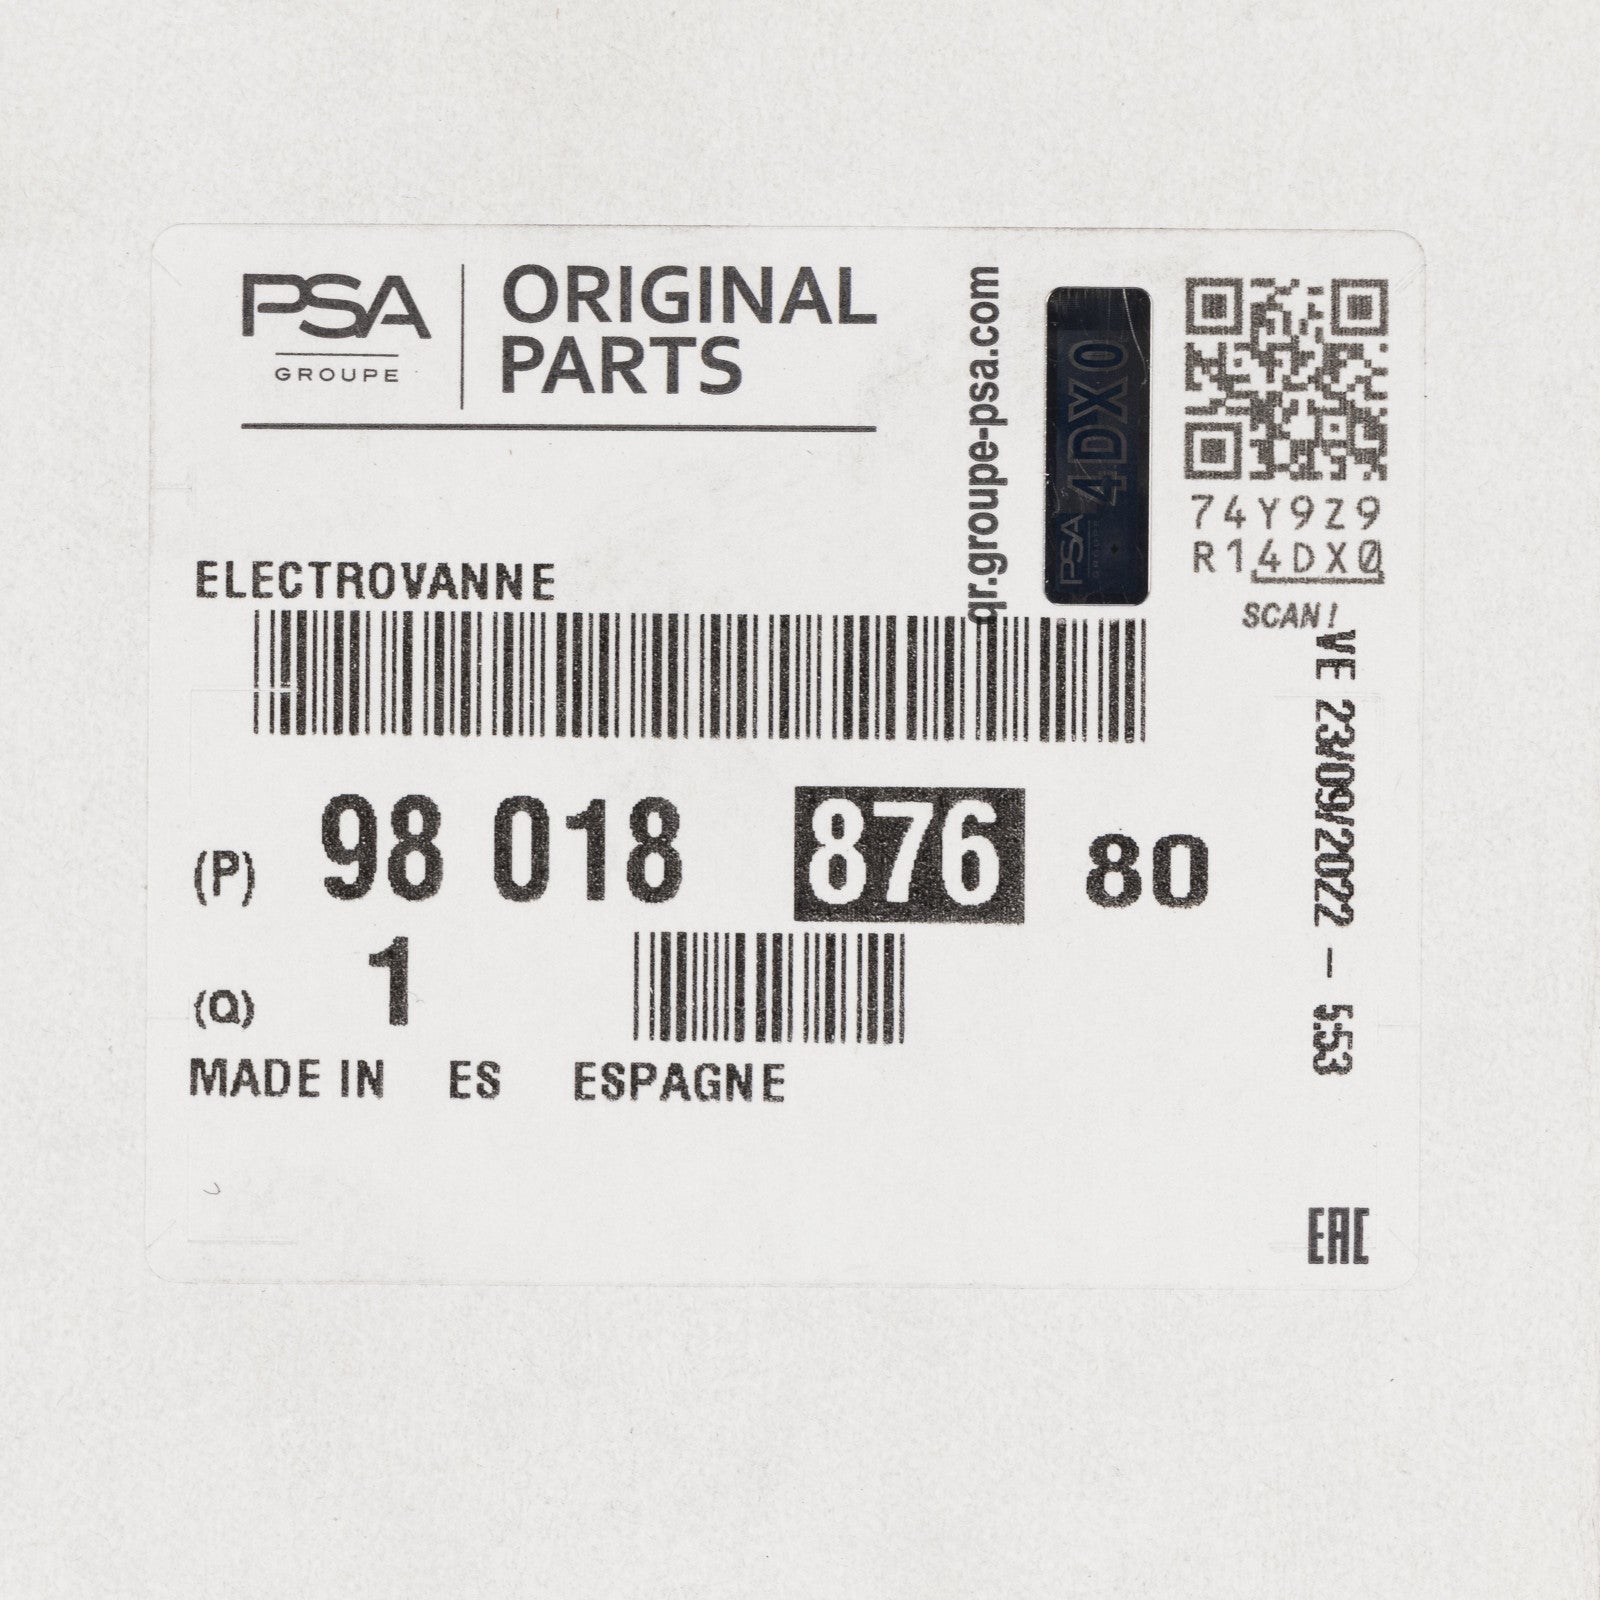 PSA
GROUPE
ORIGINAL
PARTS
qr.groupe-psa.com
PSA
GROUPE
4DX0
74Y9Z9
R14DX0
SCAN!
ELECTROVANNE
(P) 98 018 876 80
(Q) 1
MADE IN ES ESPAGNE
VE 23/09/2022 - 5:53
EAC